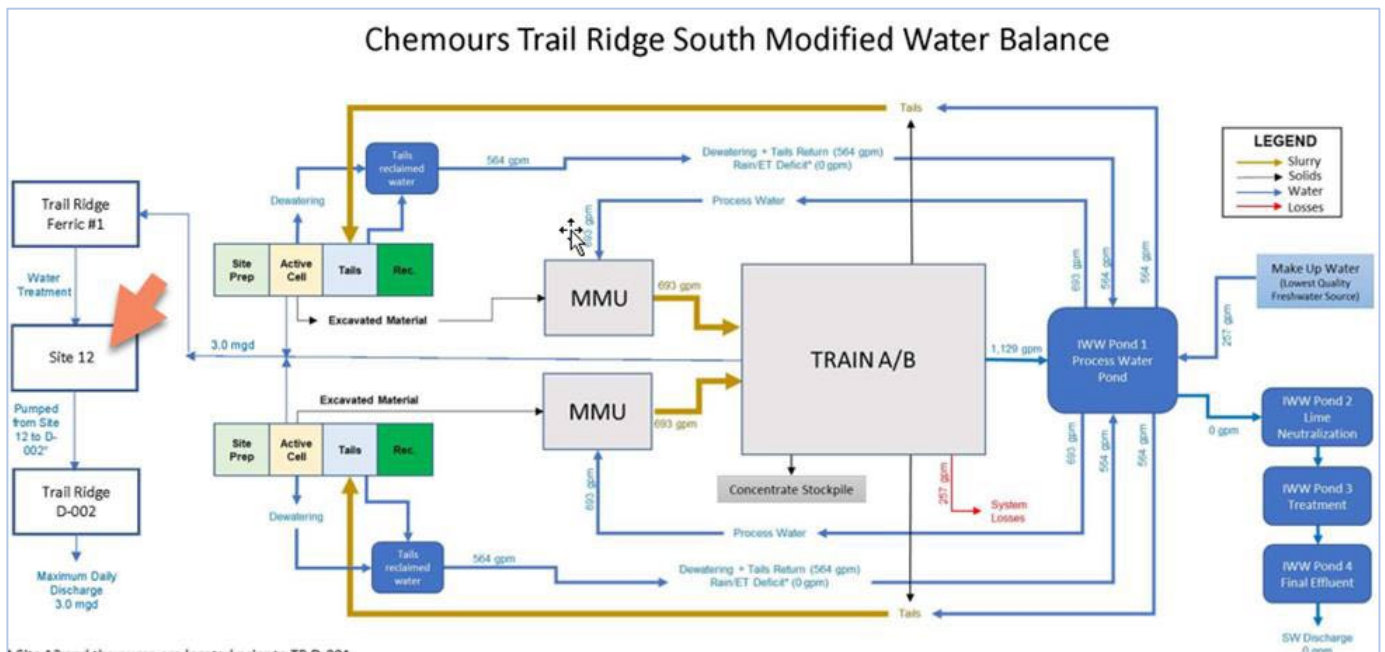 Chemours Trail Ridge South Modified Water Balance
Tails
LEGEND
Slurry
Solids
Water
Losses
Tails
reclaimed
water
564 gpm
Dewatering + Tails Return (564 gpm)
Rain/ET Deficit* (0 gpm)
Dewatering
Process Water
Trail Ridge
Ferric #1
Site
Prep
Active
Cell
Tails
Rec.
693 gpm
693 gpm
564 gpm
564 gpm
Make Up Water
(Lowest Quality
Freshwater Source)
Water
Treatment
MMU
693 gpm
Excavated Material
257 gpm
Site 12
3.0 mgd
TRAIN A/B
1,129 gpm
IWW Pond 1
Process Water
Pond
Pumped
from Site
12 to D-
002"
Excavated Material
MMU
693 gpm
0 gpm
IWW Pond 2
Lime
Neutralization
Site
Prep
Active
Cell
Tails
Rec.
693 gpm
693 gpm
564 gpm
564 gpm
Trail Ridge
D-002
Concentrate Stockpile
257 gpm
System
Losses
IWW Pond 3
Treatment
Dewatering
Process Water
Tails
reclaimed
water
564 gpm
Dewatering + Tails Return (564 gpm)
Rain/ET Deficit* (0 gpm)
IWW Pond 4
Final Effluent
Maximum Daily
Discharge
3.0 mgd
Tails
SW Discharge
0 gpm